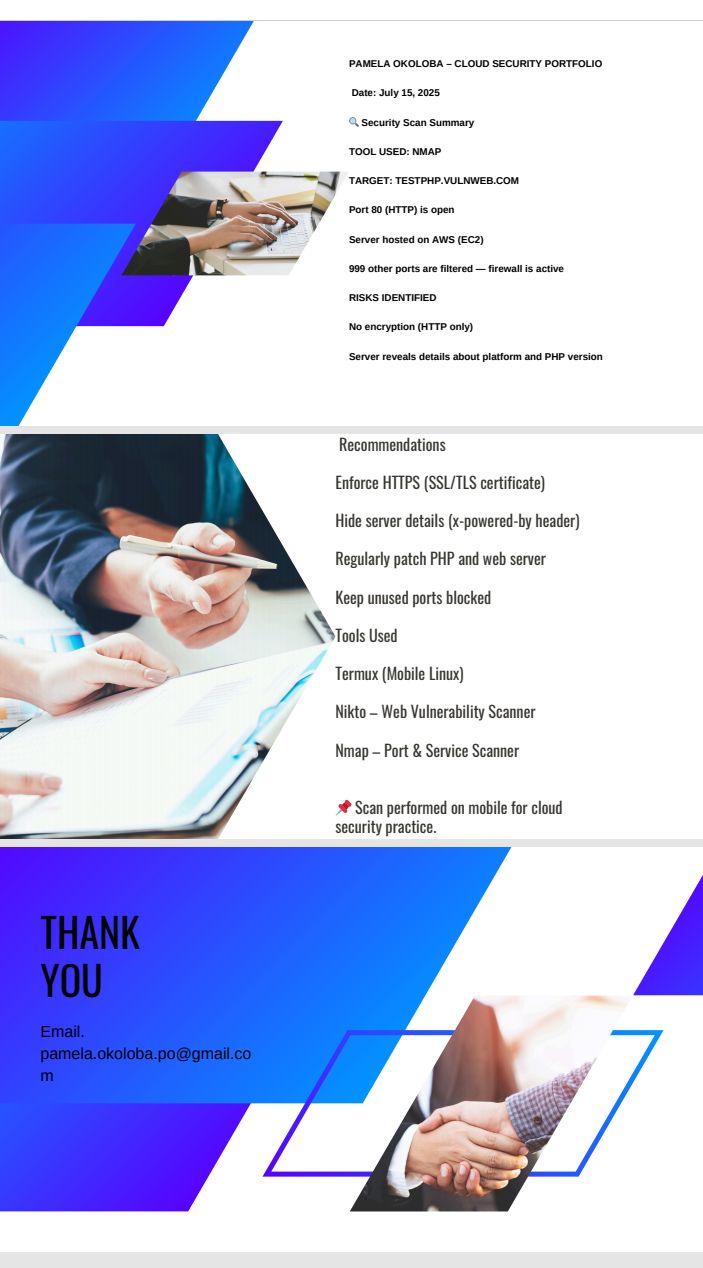 PAMELA OKOLOBA – CLOUD SECURITY PORTFOLIO
Date: July 15, 2025
🔍 Security Scan Summary
TOOL USED: NMAP
TARGET: TESTPHP.VULNWEB.COM
Port 80 (HTTP) is open
Server hosted on AWS (EC2)
999 other ports are filtered — firewall is active
RISKS IDENTIFIED
No encryption (HTTP only)
Server reveals details about platform and PHP version
Recommendations
Enforce HTTPS (SSL/TLS certificate)
Hide server details (x-powered-by header)
Regularly patch PHP and web server
Keep unused ports blocked
Tools Used
Termux (Mobile Linux)
Nikto – Web Vulnerability Scanner
Nmap – Port & Service Scanner
📌 Scan performed on mobile for cloud
security practice.
THANK
YOU
Email.
pamela.okoloba.po@gmail.co
m